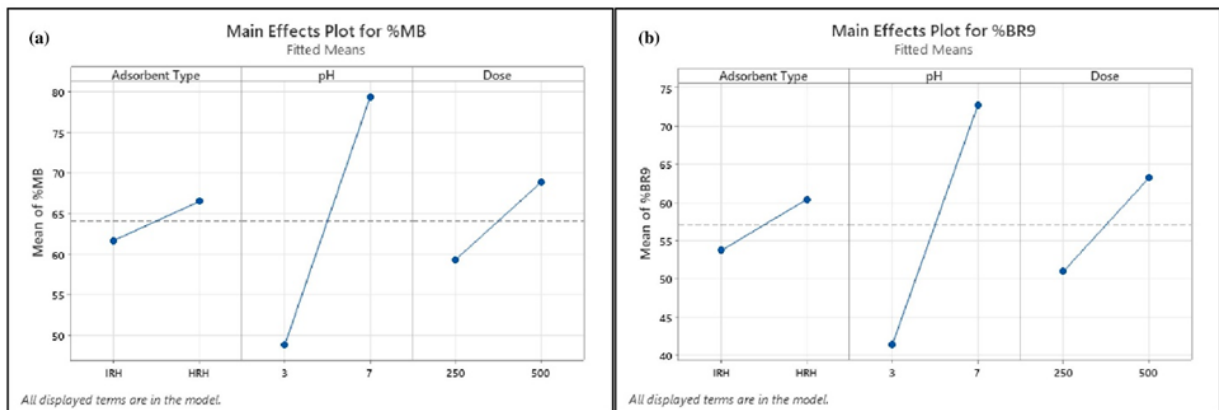 (a)
Main Effects Plot for %MB
Fitted Means
Adsorbent Type pH Dose
Mean of %MB
80
75
70
65
60
55
50
IRH HRH 3 7 250 500
All displayed terms are in the model.
(b)
Main Effects Plot for %BR9
Fitted Means
Adsorbent Type pH Dose
Mean of %BR9
75
70
65
60
55
50
45
40
IRH HRH 3 7 250 500
All displayed terms are in the model.